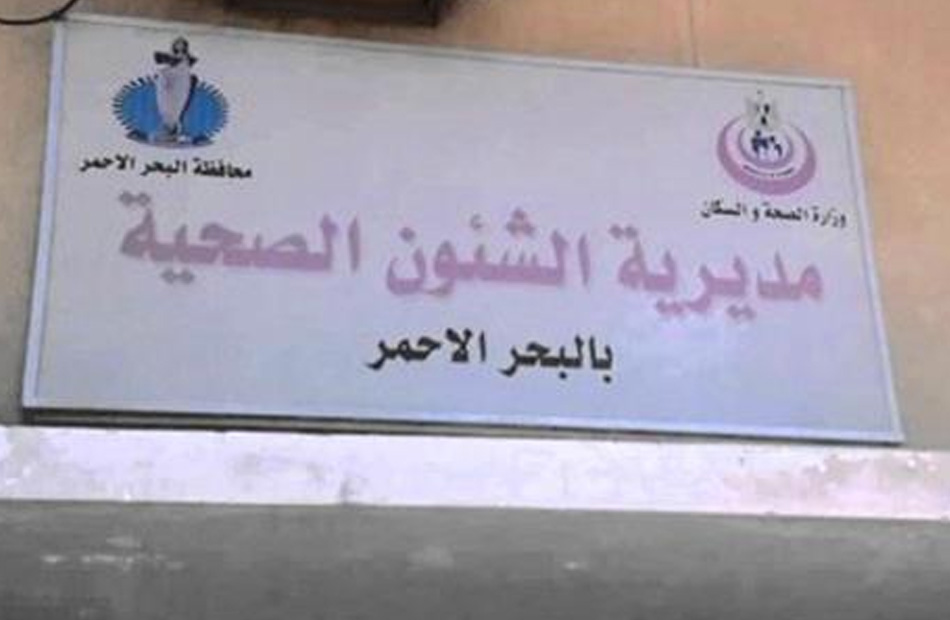 وزارة الصحة و السكان
محافظة البحر الاحمر
مديرية الشئون الصحية
بالبحر الاحمر